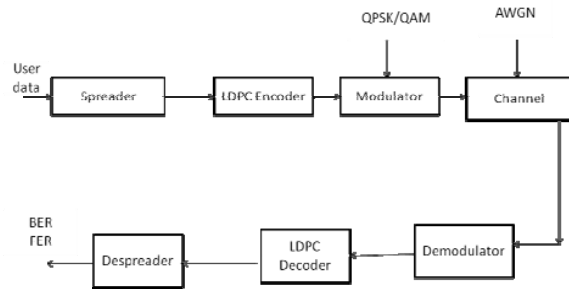 QPSK/QAM
AWGN
User
data
Spreader
LDPC Encoder
Modulator
Channel
BER
FER
Despreader
LDPC
Decoder
Demodulator